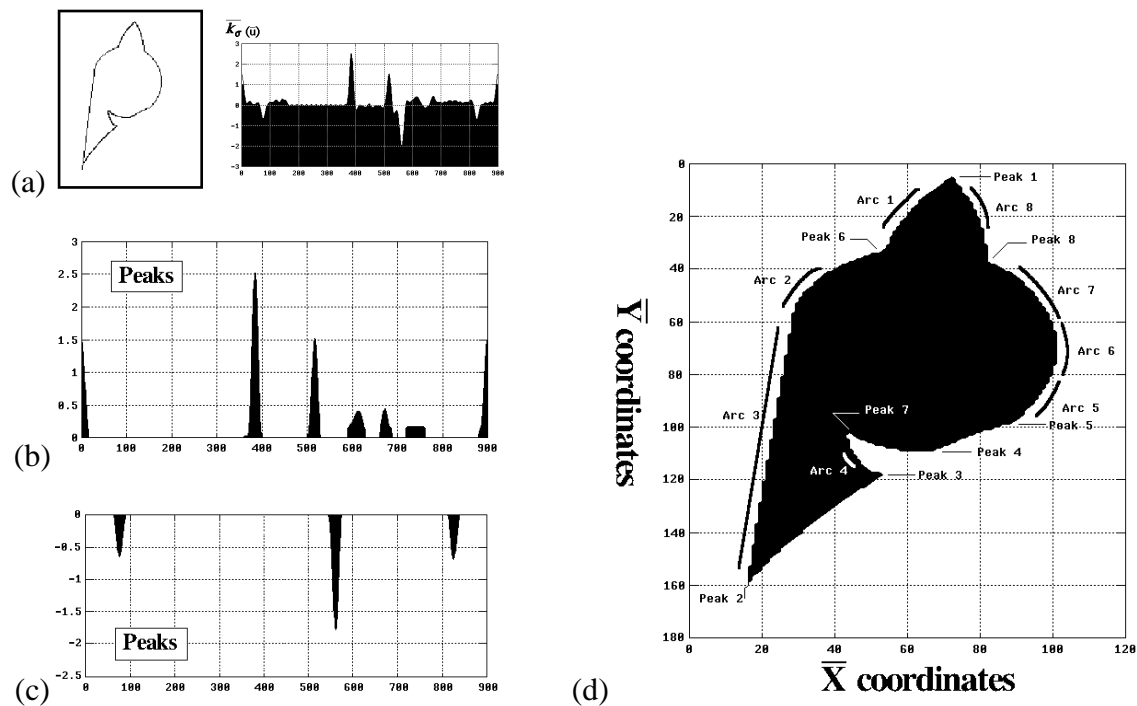 k̅σ (u̅)
3
2
1
0
-1
-2
-3
0 100 200 300 400 500 600 700 800 900
(a)
3
2.5
2
1.5
1
0.5
0
Peaks
0 100 200 300 400 500 600 700 800 900
(b)
0
-0.5
-1
-1.5
-2
-2.5
Peaks
0 100 200 300 400 500 600 700 800 900
(c)
0
20
40
60
80
100
120
140
160
180
Y̅ coordinates
Peak 1
Arc 1
Arc 8
Peak 6
Peak 8
Arc 2
Arc 7
Arc 6
Arc 3
Peak 7
Arc 5
Peak 5
Peak 4
Arc 4
Peak 3
Peak 2
0 20 40 60 80 100 120
X̅ coordinates
(d)